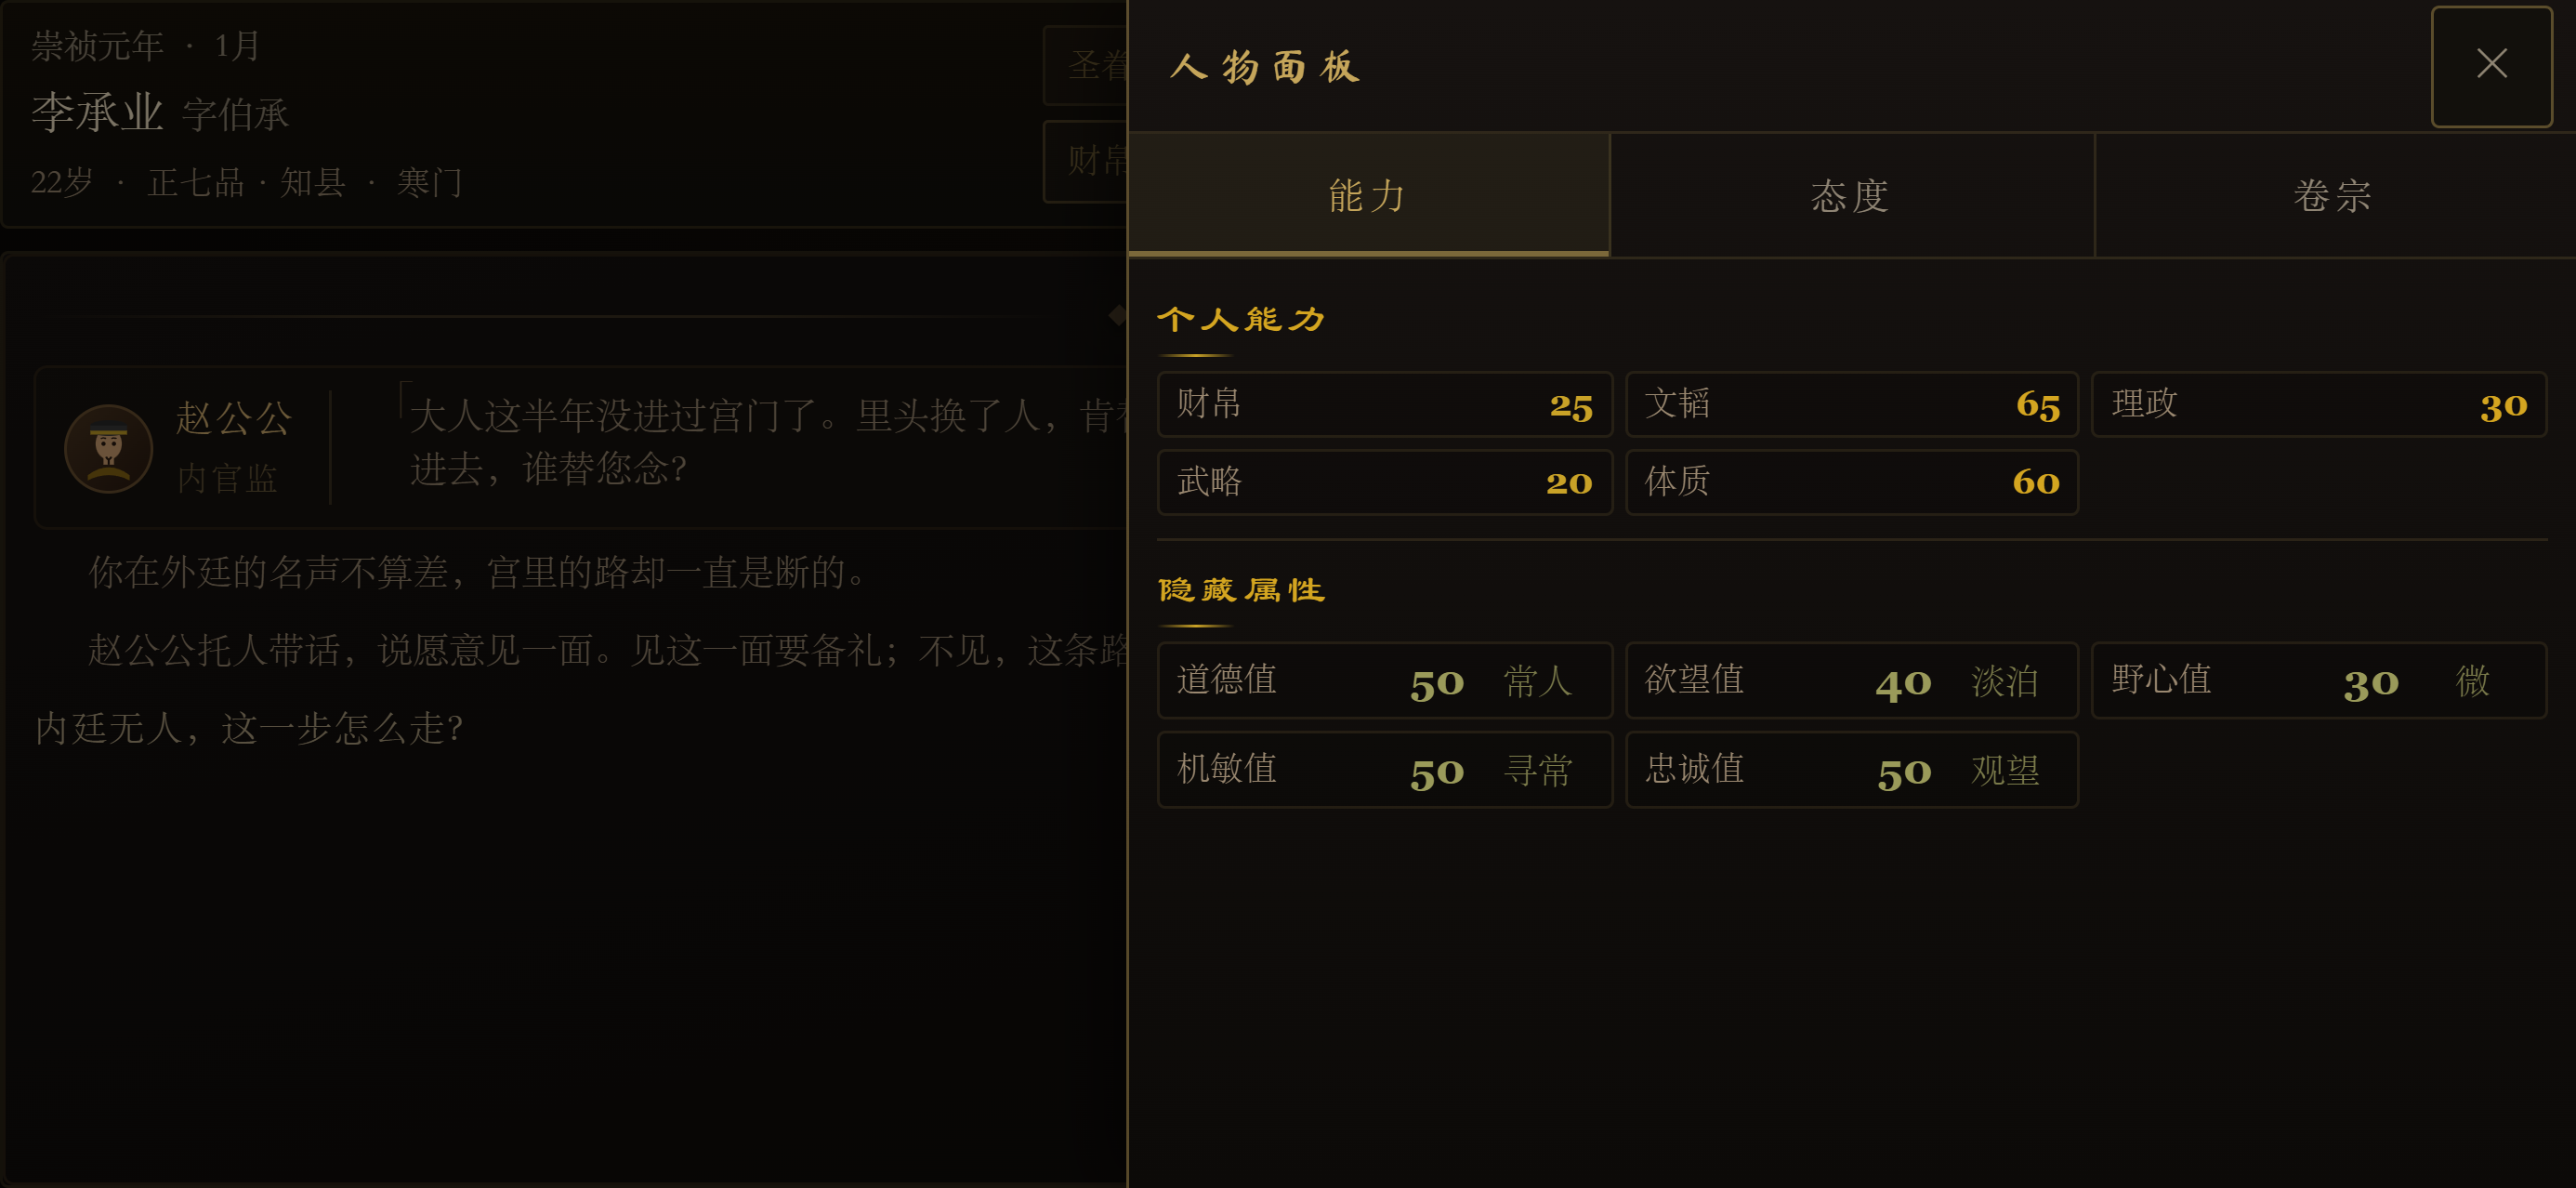 崇祯元年 · 1月
李承业 字伯承
22岁 · 正七品 · 知县 · 寒门
圣眷
财帛
赵公公
内官监
「大人这半年没进过宫门了。里头换了人，肯
进去，谁替您念？
你在外廷的名声不算差，宫里的路却一直是断的。
赵公公托人带话，说愿意见一面。见这一面要备礼；不见，这条路
内廷无人，这一步怎么走？
人物面板
能力 态度 卷宗
个人能力
财帛 25 文韬 65 理政 30
武略 20 体质 60
隐藏属性
道德值 50 常人 欲望值 40 淡泊 野心值 30 微
机敏值 50 寻常 忠诚值 50 观望